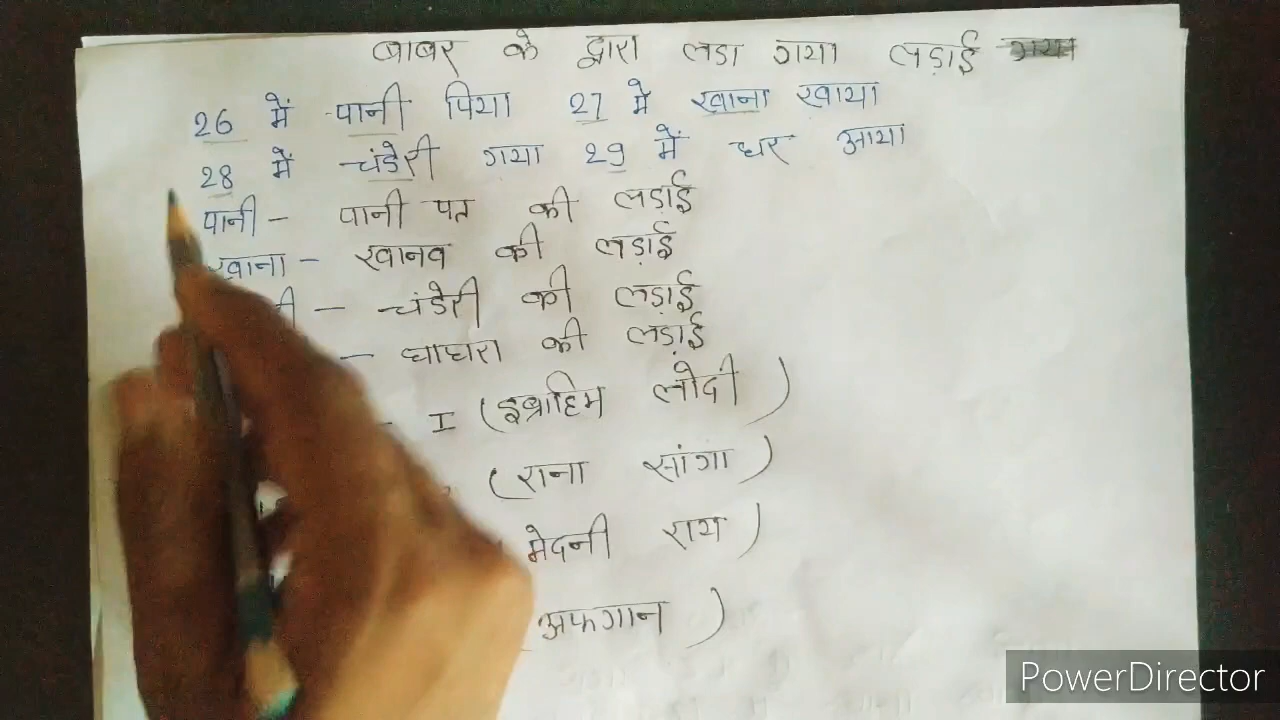 बाबर के द्वारा लडा गया लड़ाई
26 में पानी पिया 27 में खाना खाया
28 में चंडेरी गया 29 में घर आया
पानी - पानी पत की लड़ाई
खाना - खानव की लड़ाई
- चंडेरी की लड़ाई
- घाघरा की लड़ाई
- I (इब्राहिम लोदी)
(राना सांगा)
मेदनी राय)
अफगान)
PowerDirector